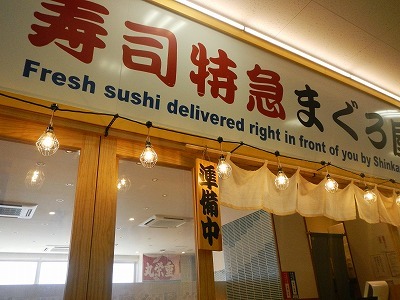 寿司特急まぐろ
Fresh sushi delivered right in front of you by Shinka
準備中